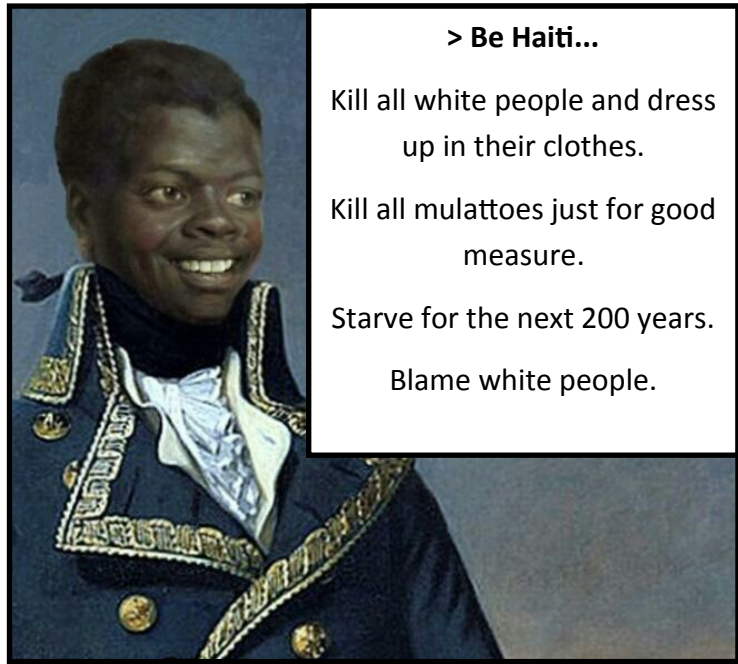 > Be Haiti...
Kill all white people and dress
up in their clothes.
Kill all mulattoes just for good
measure.
Starve for the next 200 years.
Blame white people.